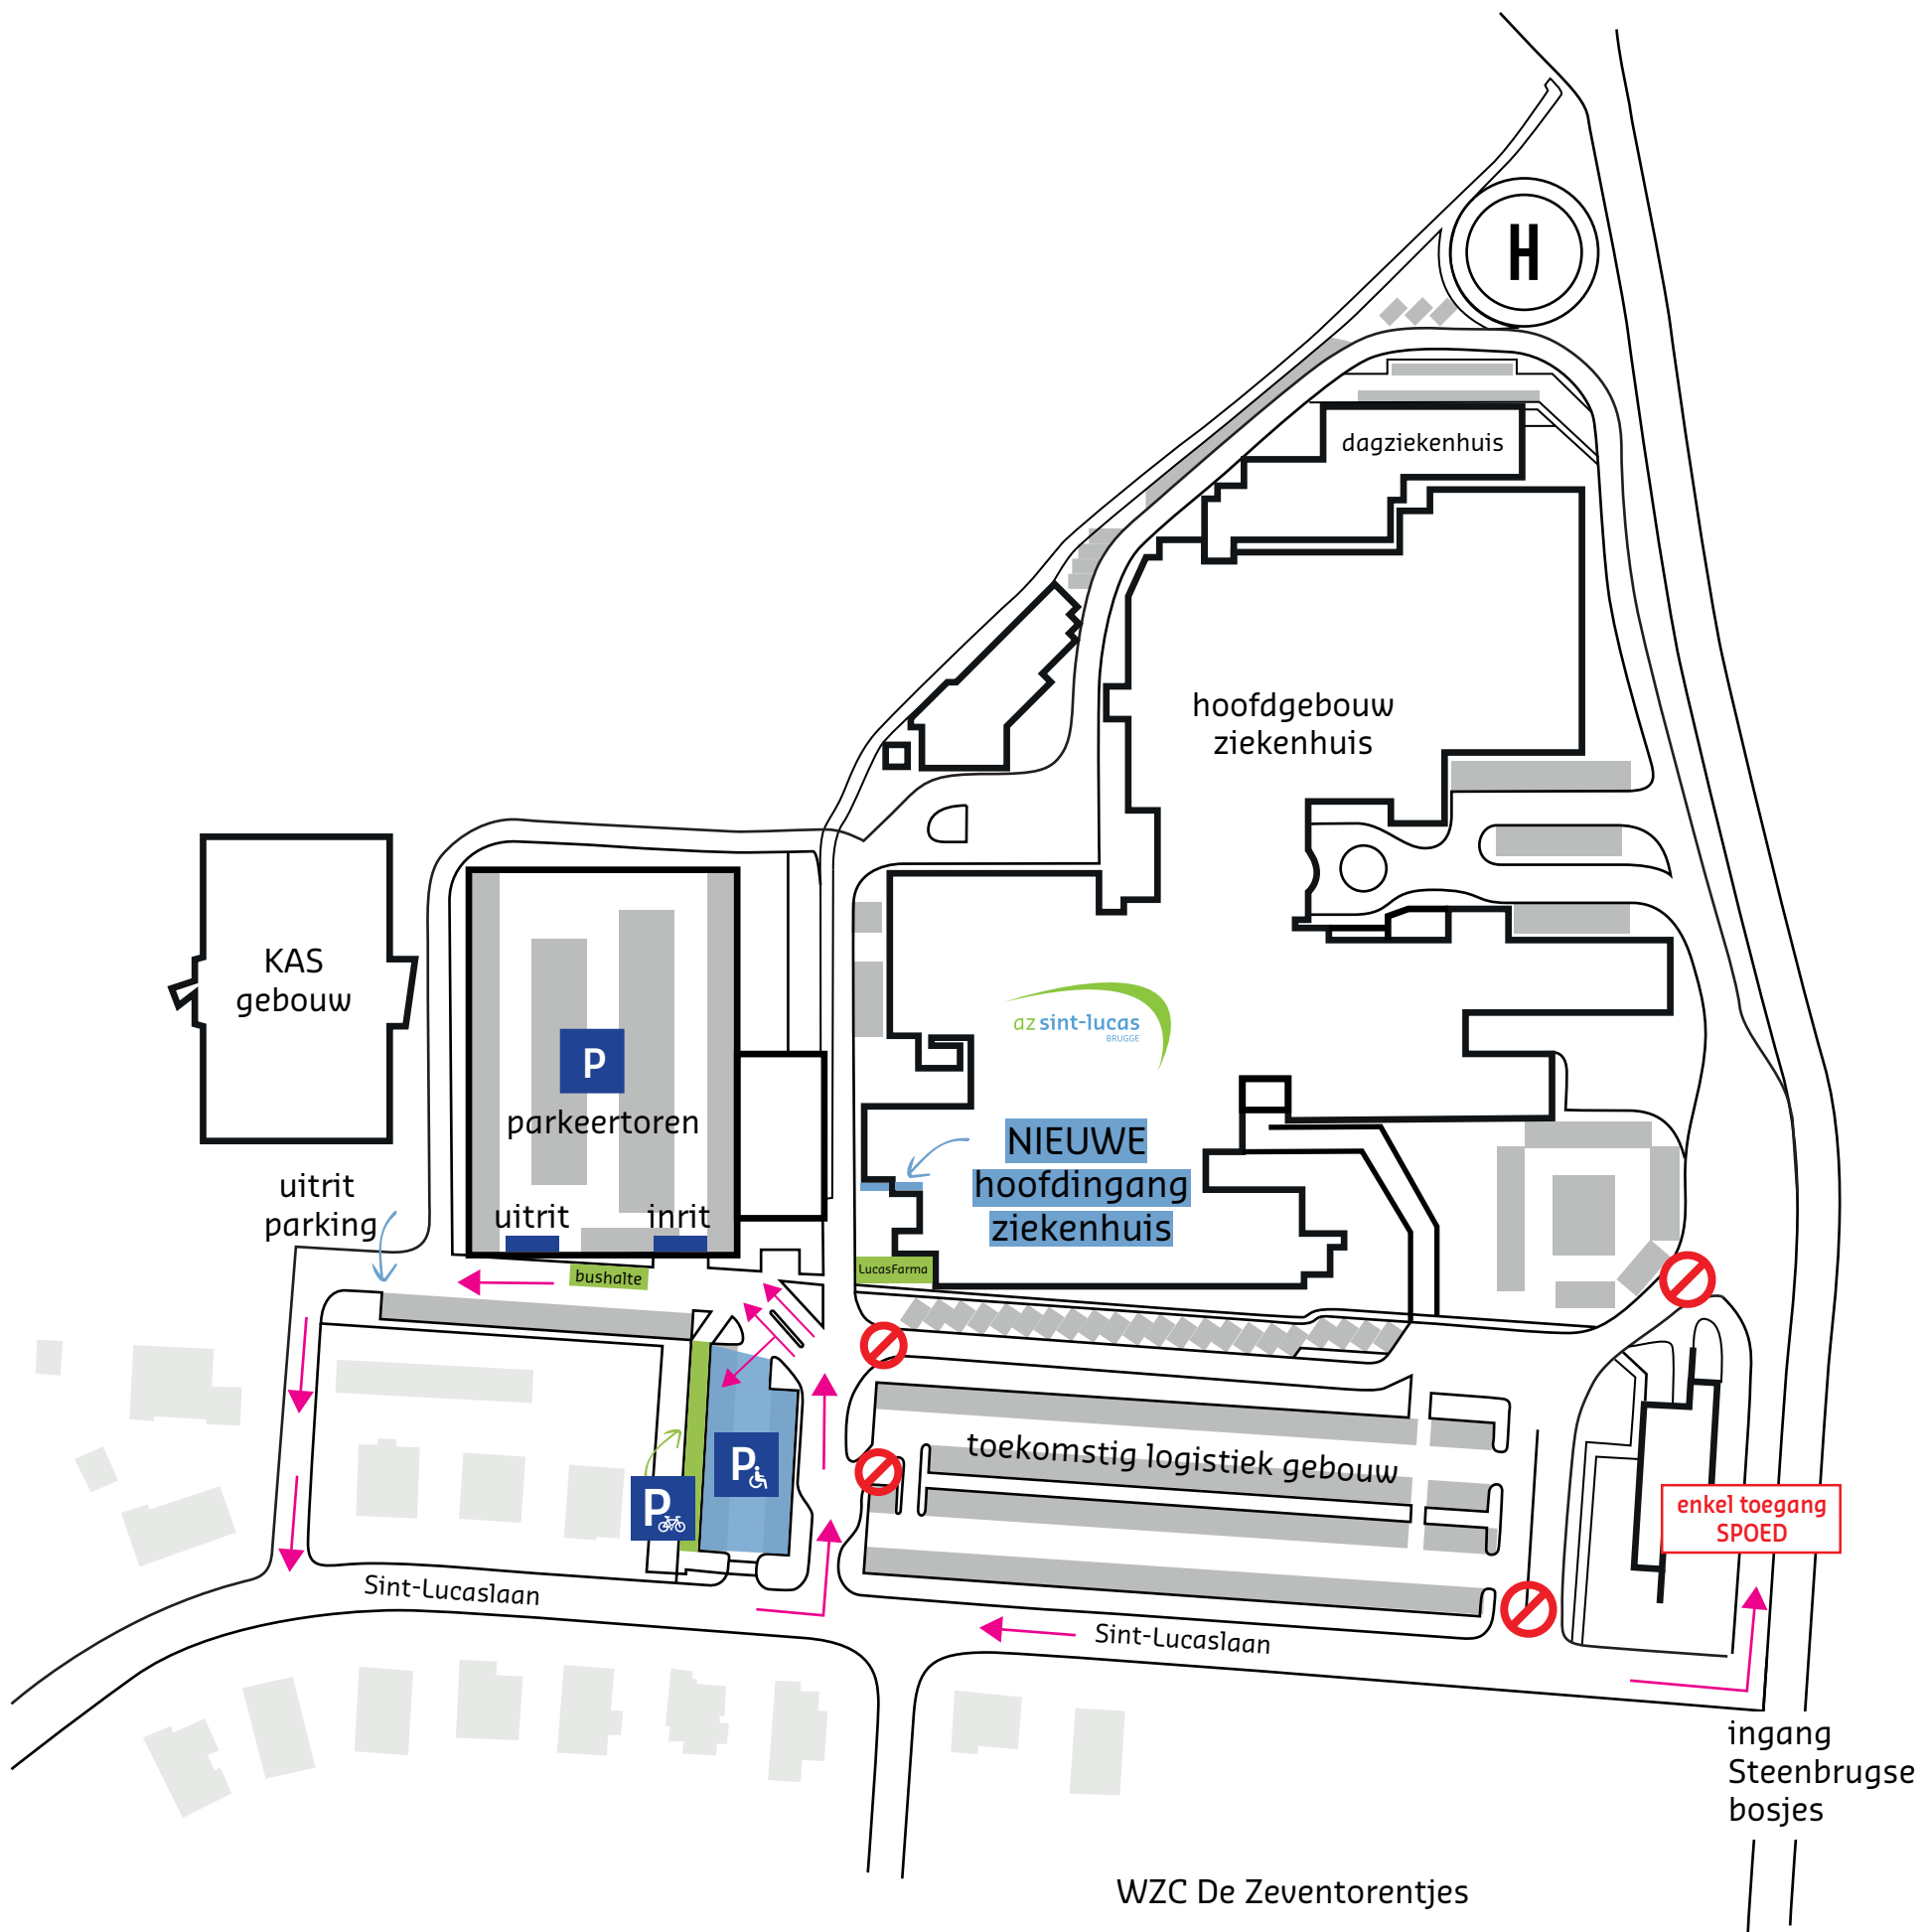 H
dagziekenhuis
hoofdgebouw
ziekenhuis
KAS
gebouw
P
parkeertoren
az sint-lucas
BRUGGE
NIEUWE
hoofdingang
ziekenhuis
uitrit
parking
uitrit
inrit
bushalte
LucasFarma
toekomstig logistiek gebouw
P
P
enkel toegang
SPOED
Sint-Lucaslaan
Sint-Lucaslaan
ingang
Steenbrugse
bosjes
WZC De Zeventorentjes